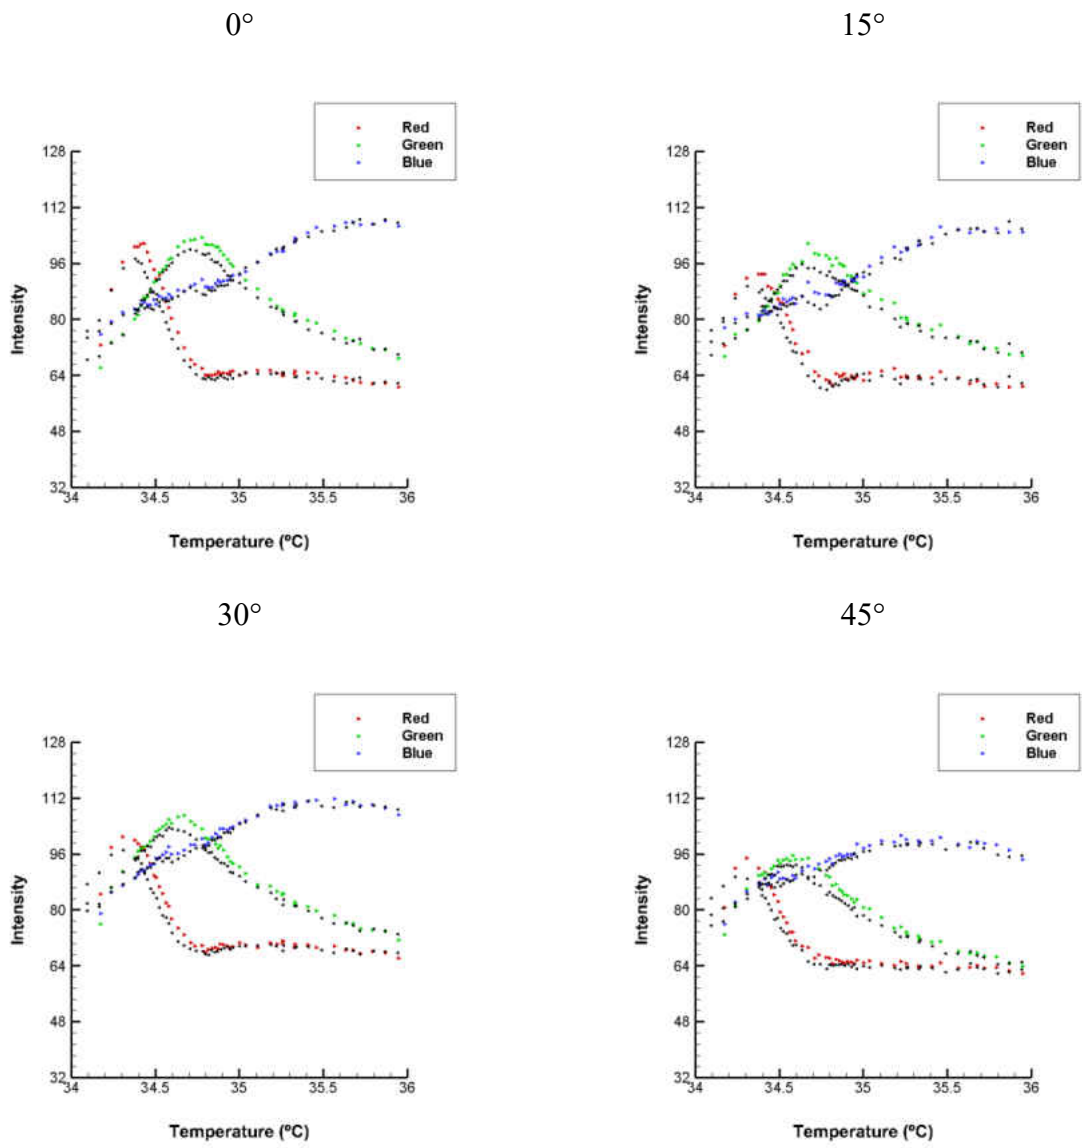 0°
Red
Green
Blue
128
112
96
80
64
48
32
Intensity
34
34.5
35
35.5
36
Temperature (ºC)
15°
Red
Green
Blue
128
112
96
80
64
48
32
Intensity
34
34.5
35
35.5
36
Temperature (ºC)
30°
Red
Green
Blue
128
112
96
80
64
48
32
Intensity
34
34.5
35
35.5
36
Temperature (ºC)
45°
Red
Green
Blue
128
112
96
80
64
48
32
Intensity
34
34.5
35
35.5
36
Temperature (ºC)